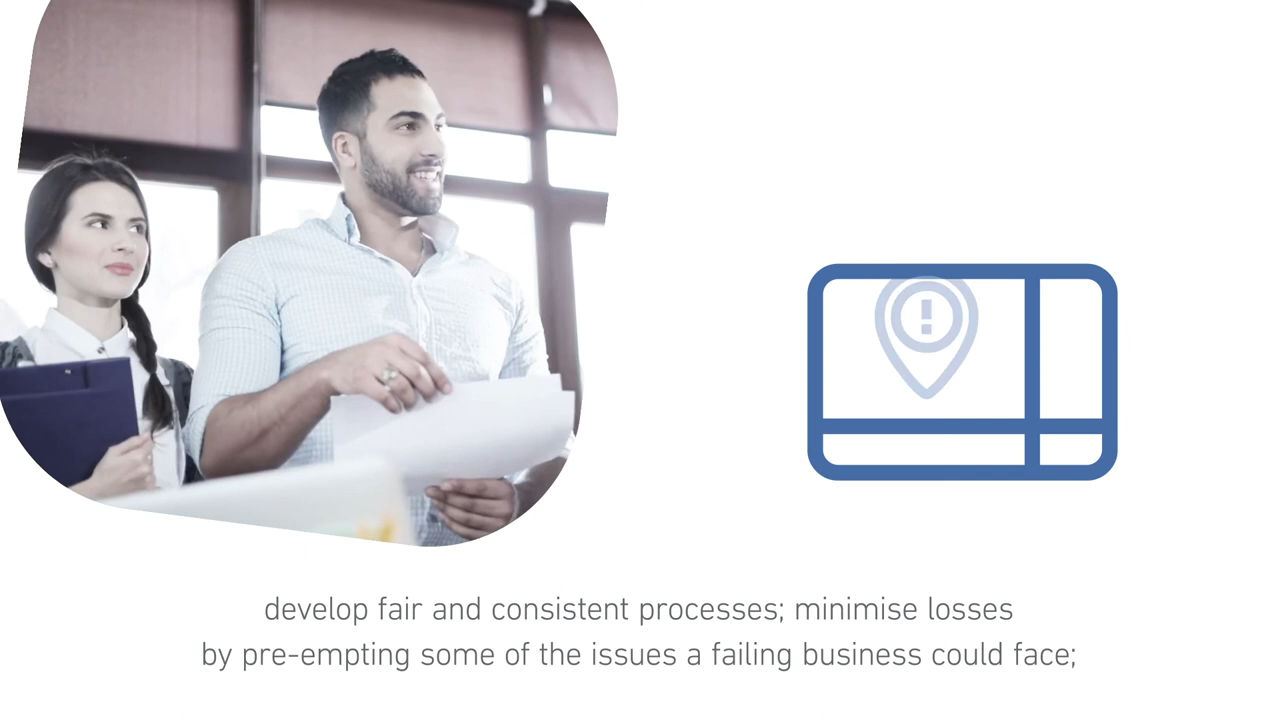 develop fair and consistent processes; minimise losses
by pre-empting some of the issues a failing business could face;